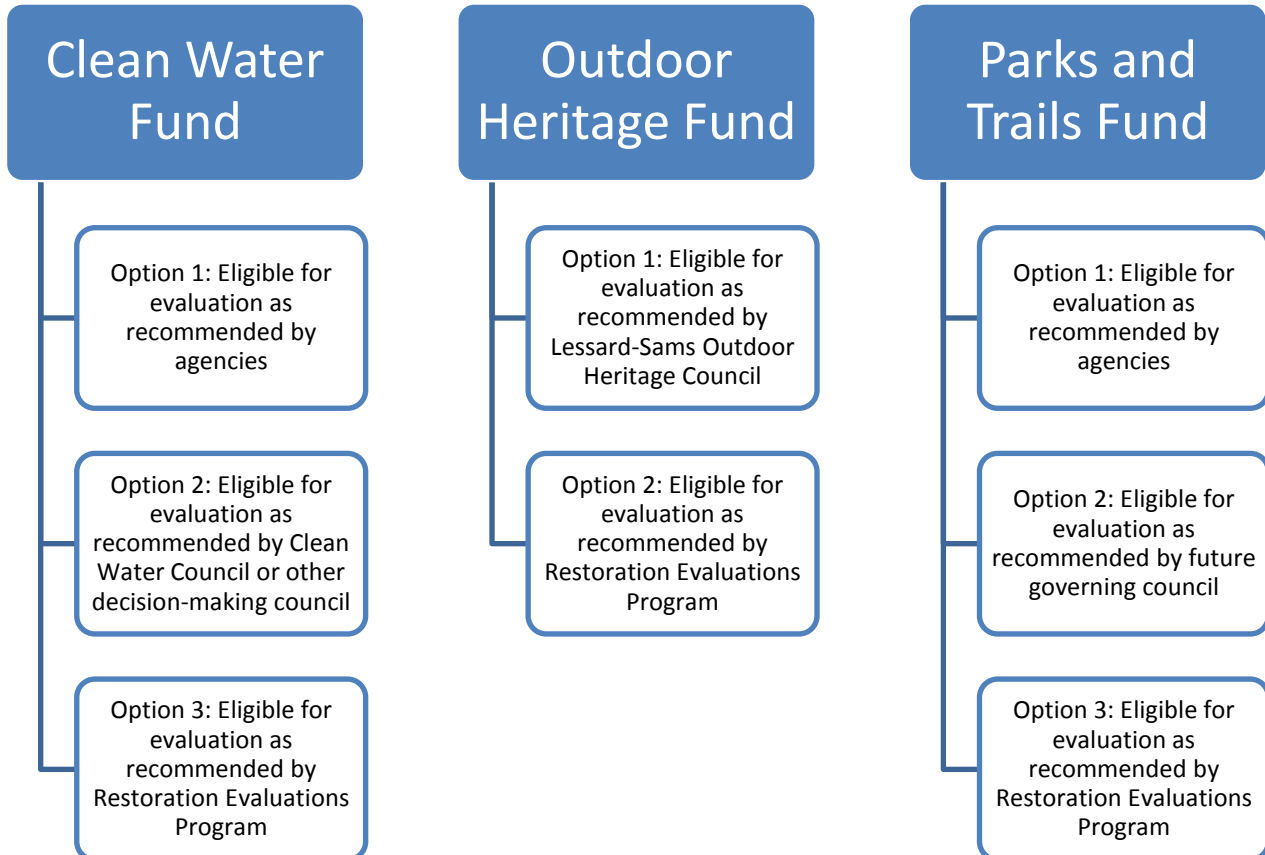 Clean Water
Fund
Option 1: Eligible for
evaluation as
recommended by
agencies
Option 2: Eligible for
evaluation as
recommended by Clean
Water Council or other
decision-making council
Option 3: Eligible for
evaluation as
recommended by
Restoration Evaluations
Program
Outdoor
Heritage Fund
Option 1: Eligible for
evaluation as
recommended by
Lessard-Sams Outdoor
Heritage Council
Option 2: Eligible for
evaluation as
recommended by
Restoration Evaluations
Program
Parks and
Trails Fund
Option 1: Eligible for
evaluation as
recommended by
agencies
Option 2: Eligible for
evaluation as
recommended by future
governing council
Option 3: Eligible for
evaluation as
recommended by
Restoration Evaluations
Program